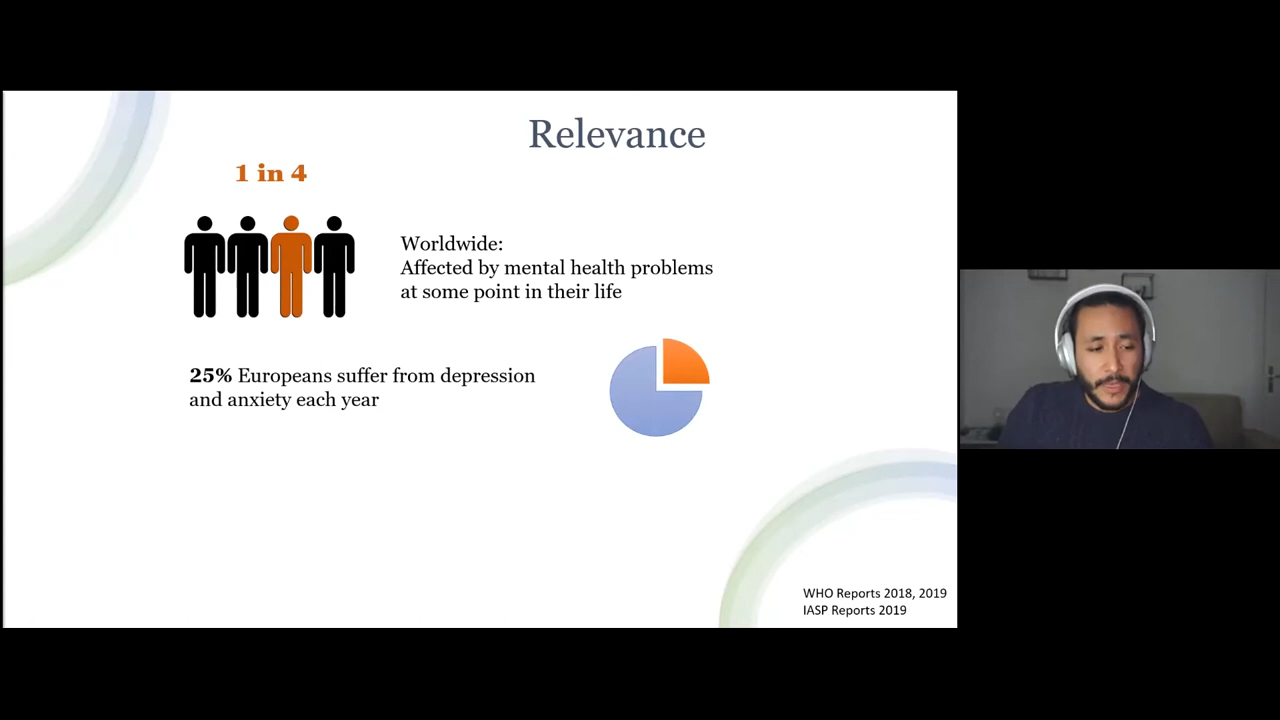 Relevance
1 in 4
Worldwide:
Affected by mental health problems
at some point in their life
25% Europeans suffer from depression
and anxiety each year
WHO Reports 2018, 2019
IASP Reports 2019